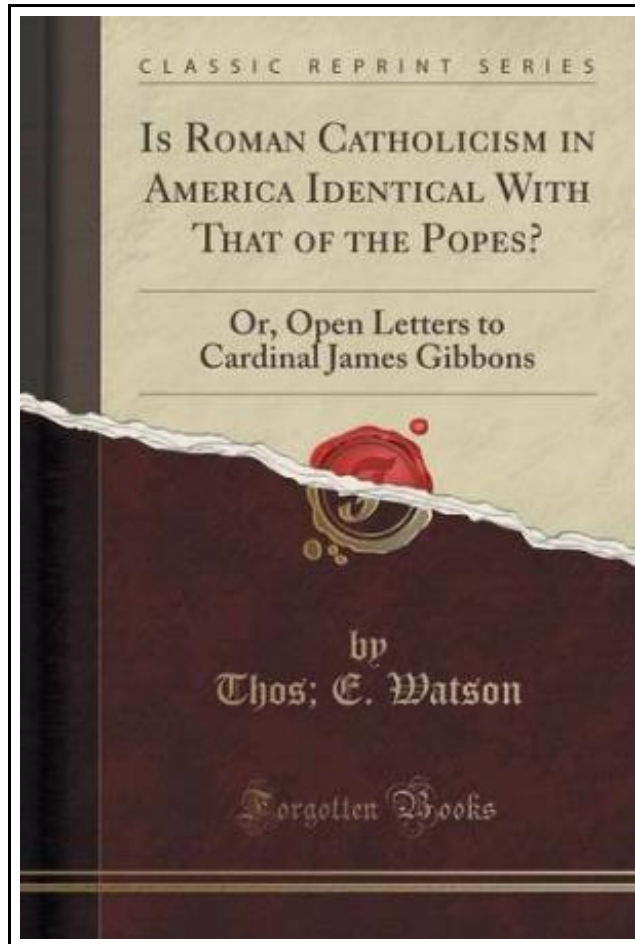 CLASSIC REPRINT SERIES
IS ROMAN CATHOLICISM IN
AMERICA IDENTICAL WITH
THAT OF THE POPES?
Or, Open Letters to
Cardinal James Gibbons
F
by
Thos; E. Watson
Forgotten Books